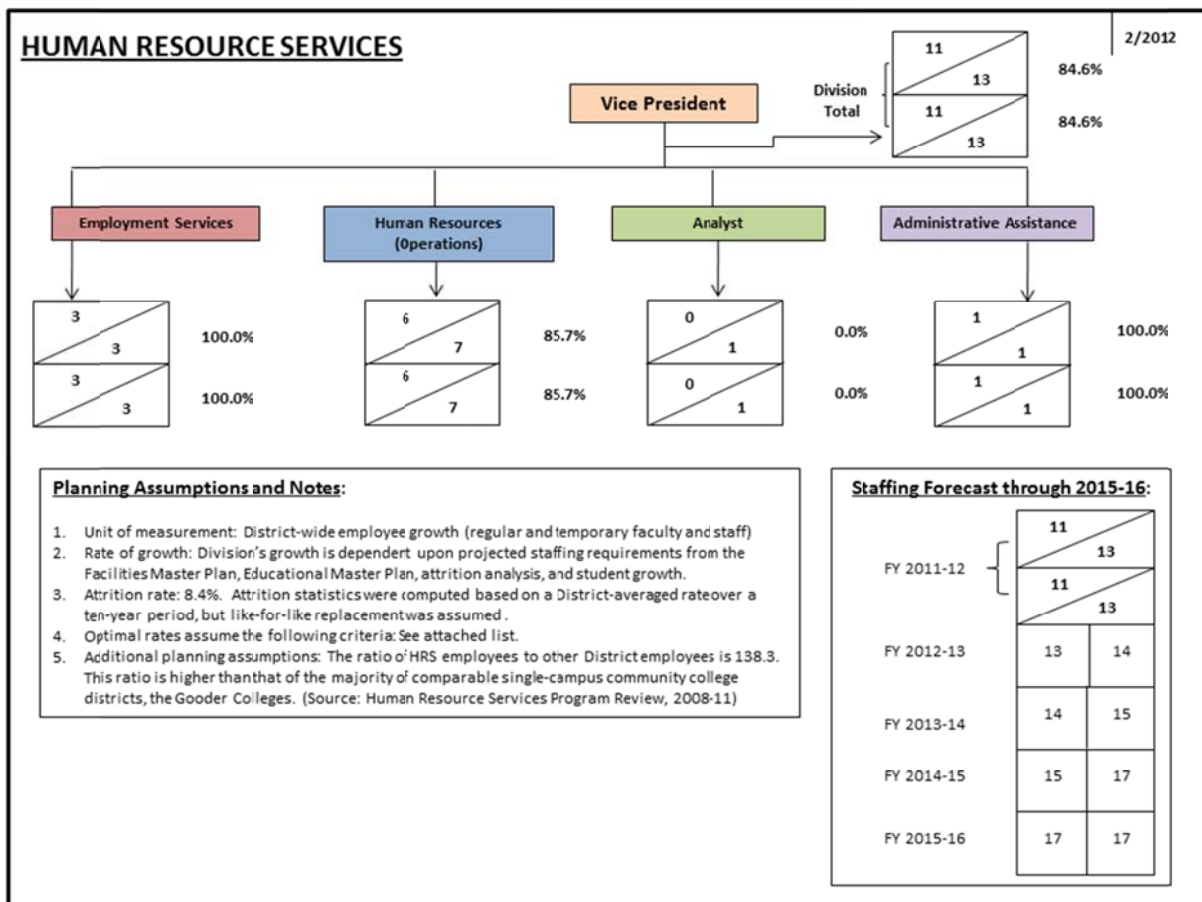 HUMAN RESOURCE SERVICES
2/2012
Vice President
Division
Total
11
13
84.6%
11
13
84.6%
Employment Services
Human Resources
(Operations)
Analyst
Administrative Assistance
3
3
100.0%
3
3
100.0%
6
7
85.7%
6
7
85.7%
0
1
0.0%
0
1
0.0%
1
1
100.0%
1
1
100.0%
Planning Assumptions and Notes:
1. Unit of measurement: District-wide employee growth (regular and temporary faculty and staff)
2. Rate of growth: Division's growth is dependent upon projected staffing requirements from the
Facilities Master Plan, Educational Master Plan, attrition analysis, and student growth.
3. Attrition rate: 8.4%. Attrition statistics were computed based on a District-averaged rate over a
ten-year period, but like-for-like replacement was assumed.
4. Optimal rates assume the following criteria: See attached list.
5. Additional planning assumptions: The ratio of HRS employees to other District employees is 138.3.
This ratio is higher than that of the majority of comparable single-campus community college
districts, the Gooder Colleges. (Source: Human Resource Services Program Review, 2008-11)
Staffing Forecast through 2015-16:
FY 2011-12
11
13
11
13
FY 2012-13 13 14
FY 2013-14 14 15
FY 2014-15 15 17
FY 2015-16 17 17